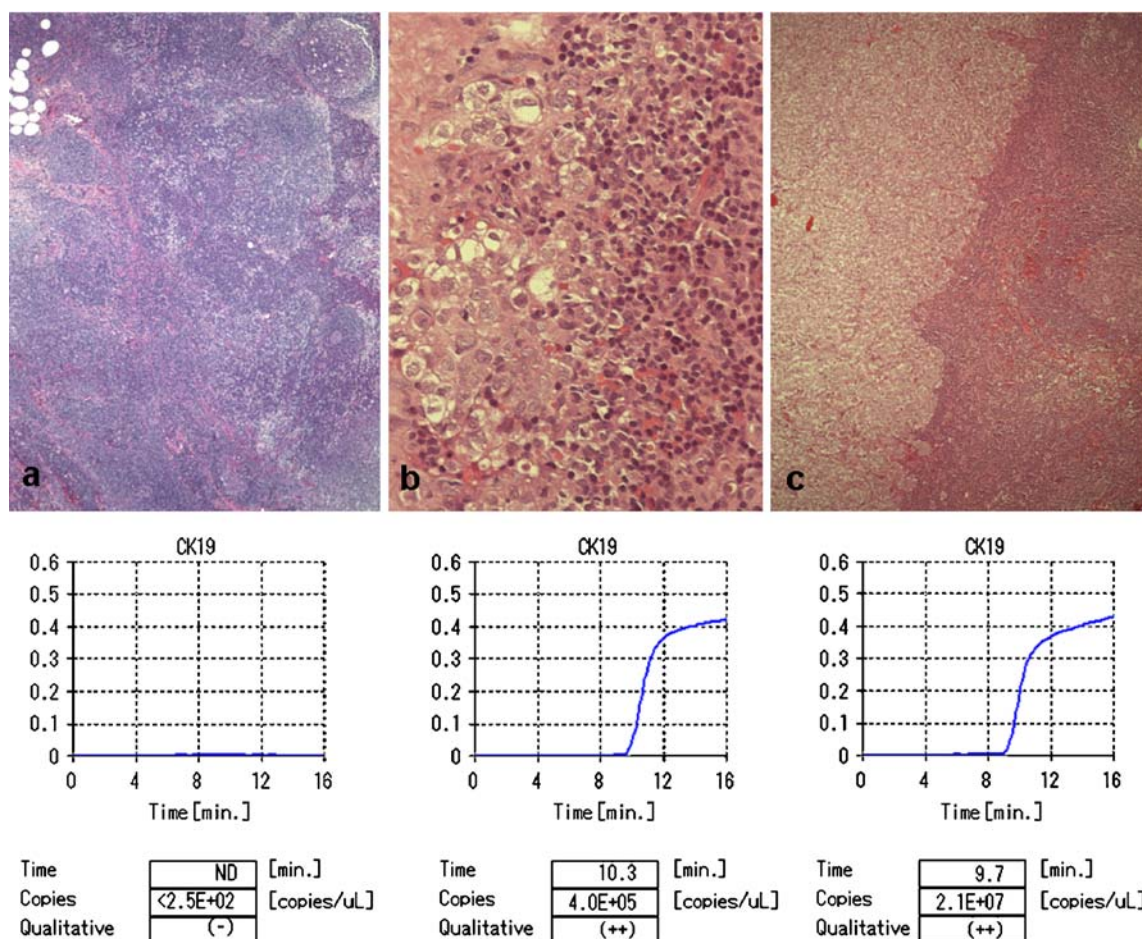 a
b
c
CK19
0.6
0.5
0.4
0.3
0.2
0.1
0
0 4 8 12 16
Time [min.]
Time ND [min.]
Copies <2.5E+02 [copies/uL]
Qualitative (-)
CK19
0.6
0.5
0.4
0.3
0.2
0.1
0
0 4 8 12 16
Time [min.]
Time 10.3 [min.]
Copies 4.0E+05 [copies/uL]
Qualitative (++)
CK19
0.6
0.5
0.4
0.3
0.2
0.1
0
0 4 8 12 16
Time [min.]
Time 9.7 [min.]
Copies 2.1E+07 [copies/uL]
Qualitative (++)